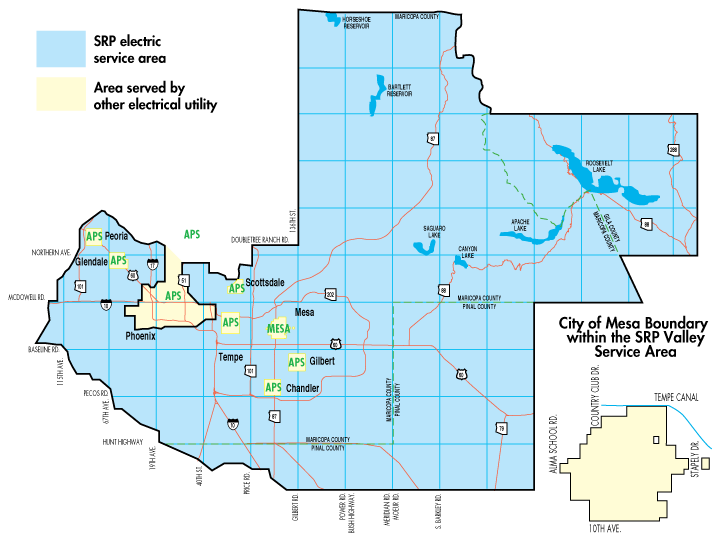 SRP electric
service area
Area served by
other electrical utility
HORSESHOE
RESERVOIR
MARICOPA COUNTY
BARTLETT
RESERVOIR
87
288
ROOSEVELT
LAKE
136TH ST.
APS
Peoria
APS
DOUBLETREE RANCH RD.
SAGUARO
LAKE
APACHE
LAKE
GILA COUNTY
MARICOPA COUNTY
88
NORTHERN AVE.
Glendale
APS
17
60
51
CANYON
LAKE
101
APS
APS
Scottsdale
202
88
MCDOWELL RD.
10
MARICOPA COUNTY
PINAL COUNTY
Mesa
Phoenix
APS
MESA
60
BASELINE RD.
Tempe
APS
Gilbert
101
60
115TH AVE.
APS
Chandler
PECOS RD.
67TH AVE.
10
87
MARICOPA COUNTY
PINAL COUNTY
79
HUNT HIGHWAY
MARICOPA COUNTY
PINAL COUNTY
19TH AVE.
40TH ST.
PRICE RD.
GILBERT RD.
POWER RD.
BUSH HIGHWAY.
MERIDIAN RD.
MOEUR RD.
S. BARKLEY RD.
City of Mesa Boundary
within the SRP Valley
Service Area
COUNTRY CLUB DR.
TEMPE CANAL
ALMA SCHOOL RD.
STAPELY DR.
10TH AVE.